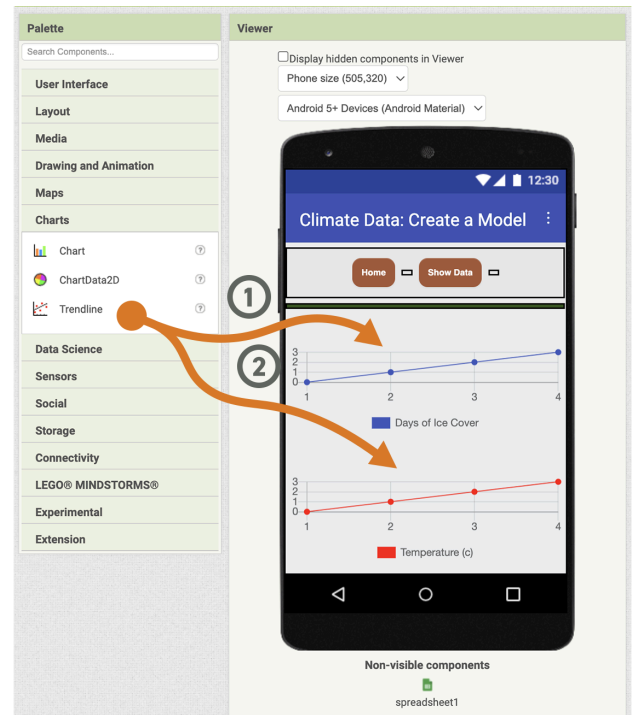 Palette
Search Components...
User Interface
Layout
Media
Drawing and Animation
Maps
Charts
Chart
ChartData2D
Trendline
Data Science
Sensors
Social
Storage
Connectivity
LEGO® MINDSTORMS®
Experimental
Extension
Viewer
Display hidden components in Viewer
Phone size (505,320)
Android 5+ Devices (Android Material)
12:30
Climate Data: Create a Model
Home Show Data
1
2
3
2
1
0
1 2 3 4
Days of Ice Cover
3
2
1
0
1 2 3 4
Temperature (c)
Non-visible components
spreadsheet1